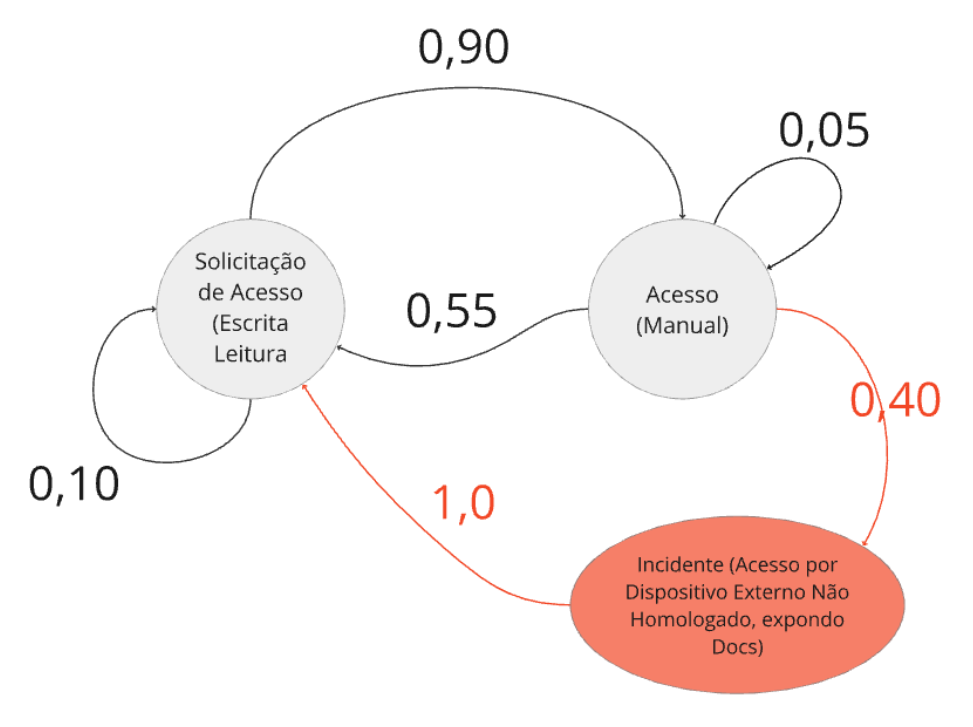 0,90
0,05
Solicitação
de Acesso
(Escrita
Leitura
0,55
Acesso
(Manual)
0,40
0,10
1,0
Incidente (Acesso por
Dispositivo Externo Não
Homologado, expondo
Docs)